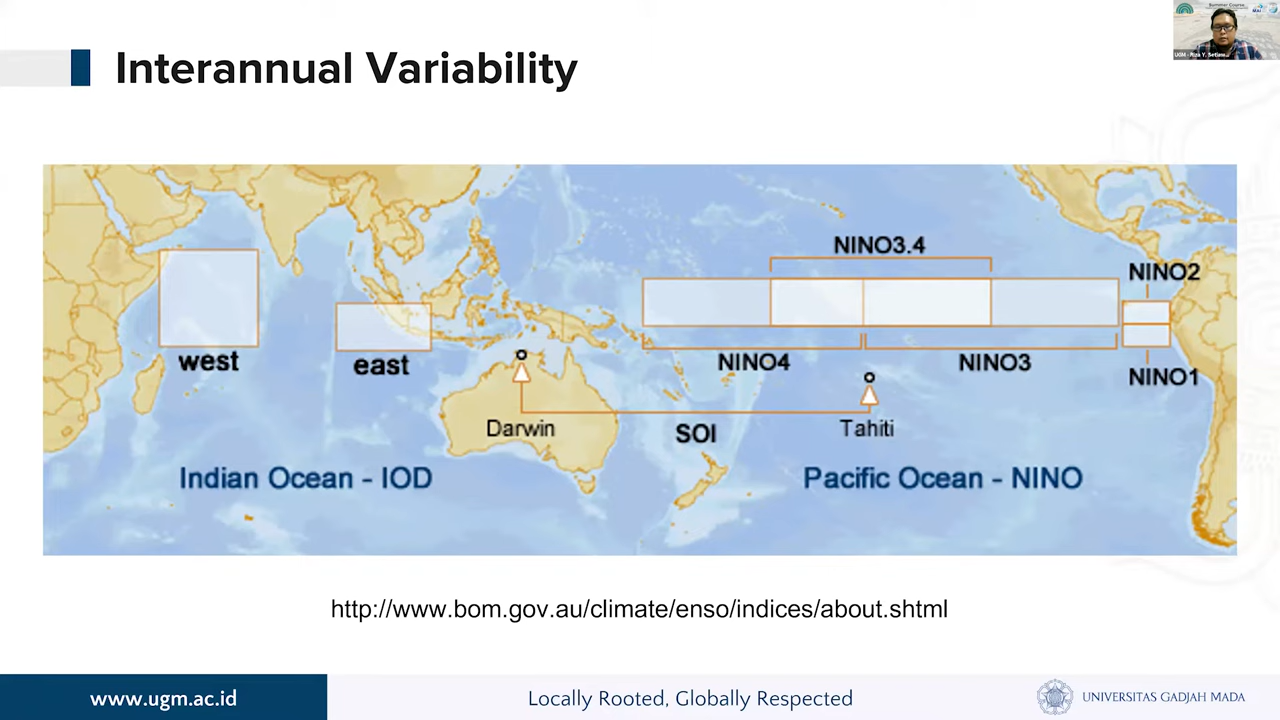 Interannual Variability
Summer Course
NINO3.4
NINO2
west
east
NINO4
NINO3
NINO1
Darwin
SOI
Tahiti
Indian Ocean - IOD
Pacific Ocean - NINO
http://www.bom.gov.au/climate/enso/indices/about.shtml
www.ugm.ac.id
Locally Rooted, Globally Respected
UNIVERSITAS GADJAH MADA